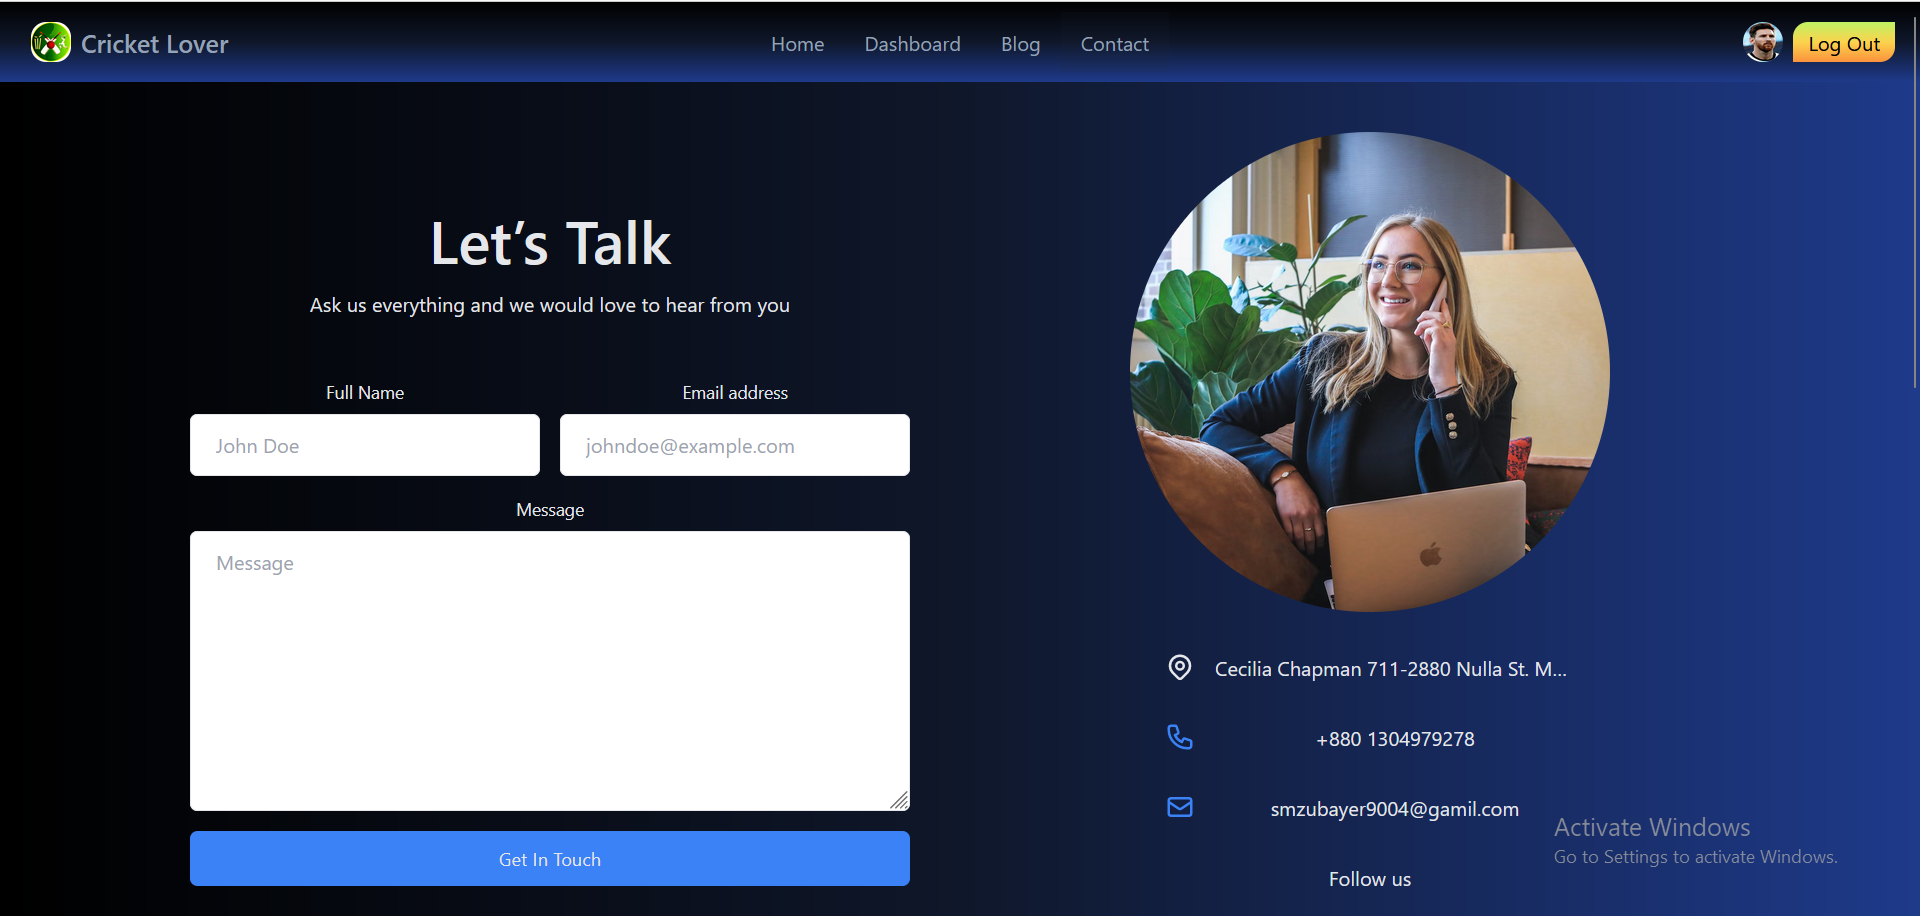 Cricket Lover
Home
Dashboard
Blog
Contact
Log Out
Let’s Talk
Ask us everything and we would love to hear from you
Full Name
Email address
John Doe
johndoe@example.com
Message
Message
Get In Touch
Cecilia Chapman 711-2880 Nulla St. M...
+880 1304979278
smzubayer9004@gamil.com
Follow us
Activate Windows
Go to Settings to activate Windows.